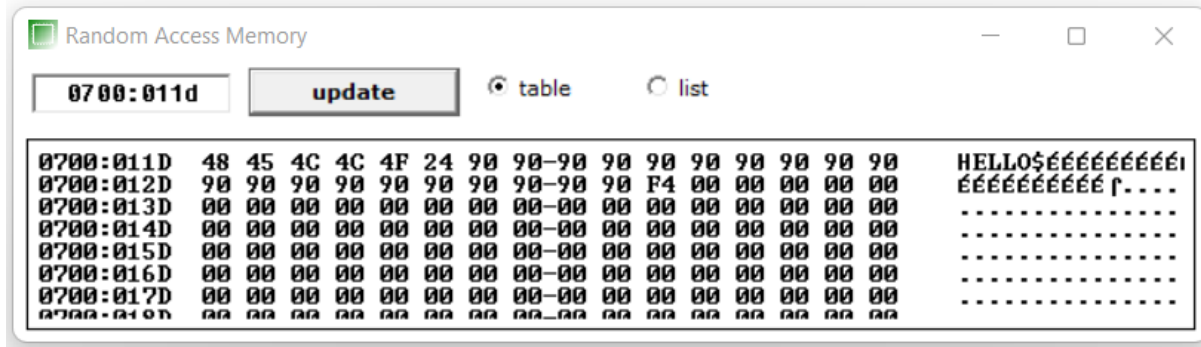 Random Access Memory
0700:011d update table list
0700:011D 48 45 4C 4C 4F 24 90 90-90 90 90 90 90 90 90 90 HELLO$ÉÉÉÉÉÉÉÉÉ
0700:012D 90 90 90 90 90 90 90 90-90 90 F4 00 00 00 00 00 ÉÉÉÉÉÉÉÉÉÉ⌠....
0700:013D 00 00 00 00 00 00 00 00-00 00 00 00 00 00 00 00 ...............
0700:014D 00 00 00 00 00 00 00 00-00 00 00 00 00 00 00 00 ...............
0700:015D 00 00 00 00 00 00 00 00-00 00 00 00 00 00 00 00 ...............
0700:016D 00 00 00 00 00 00 00 00-00 00 00 00 00 00 00 00 ...............
0700:017D 00 00 00 00 00 00 00 00-00 00 00 00 00 00 00 00 ...............